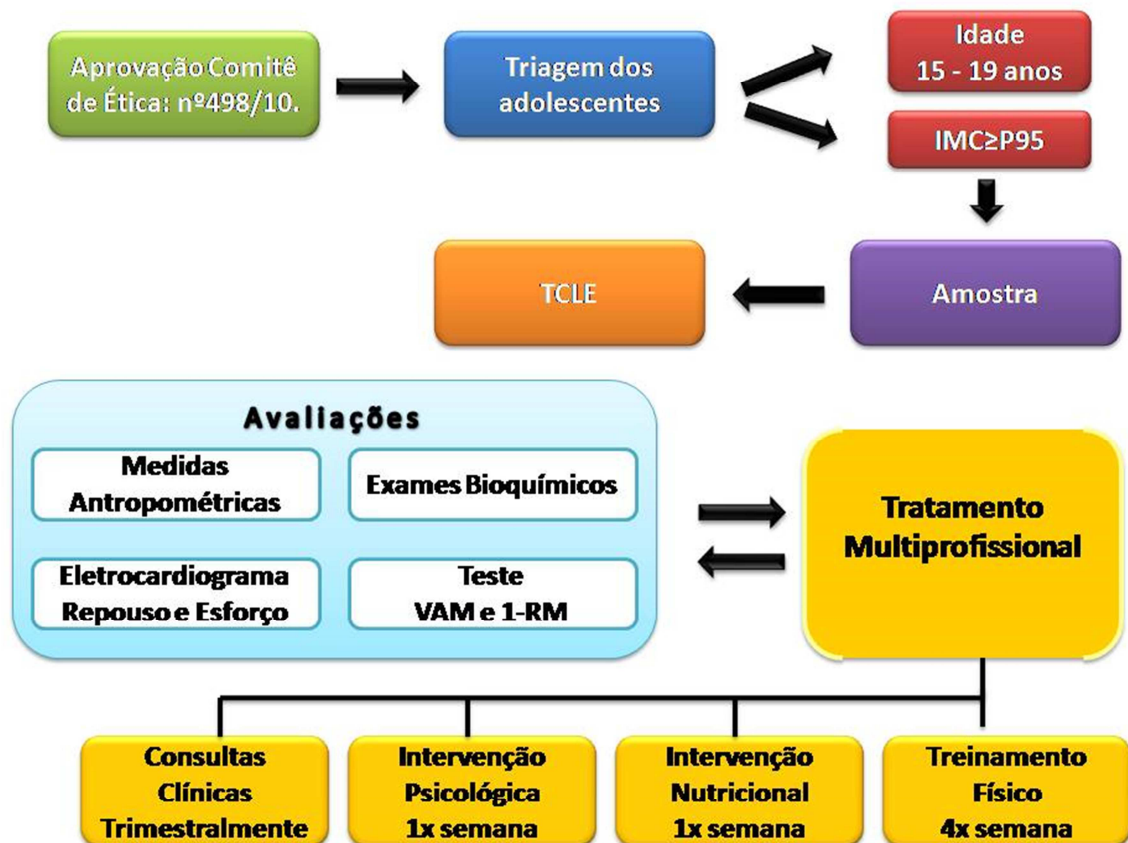 Aprovação Comitê
de Ética: nº498/10.
Triagem dos
adolescentes
Idade
15 - 19 anos
IMC≥P95
Amostra
TCLE
Avaliações
Medidas
Antropométricas
Exames Bioquímicos
Eletrocardiograma
Repouso e Esforço
Teste
VAM e 1-RM
Tratamento
Multiprofissional
Consultas
Clínicas
Trimestralmente
Intervenção
Psicológica
1x semana
Intervenção
Nutricional
1x semana
Treinamento
Físico
4x semana